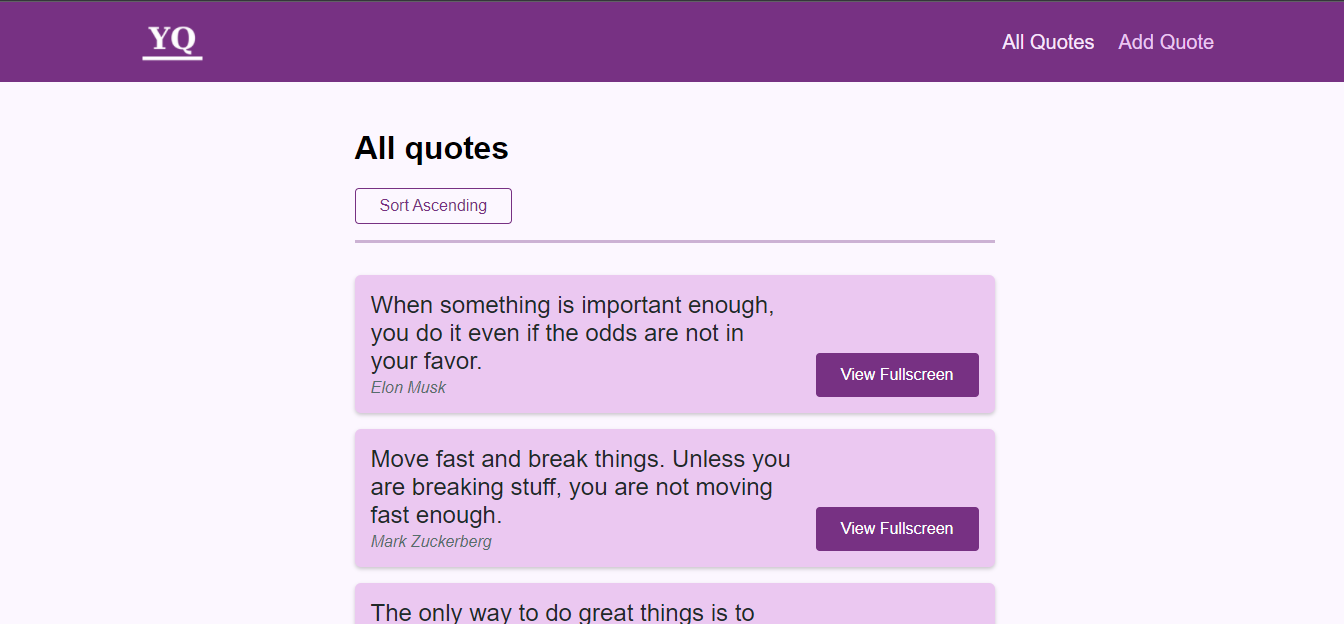 YQ
All Quotes Add Quote
All quotes
Sort Ascending
When something is important enough,
you do it even if the odds are not in
your favor.
Elon Musk
View Fullscreen
Move fast and break things. Unless you
are breaking stuff, you are not moving
fast enough.
Mark Zuckerberg
View Fullscreen
The only way to do great things is to